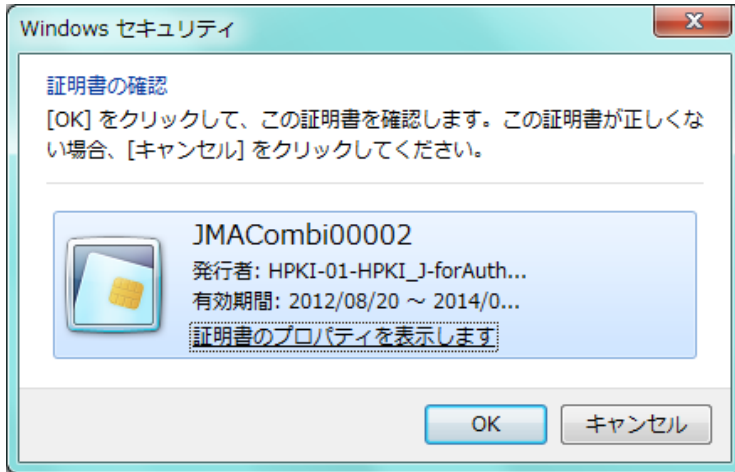 Windows セキュリティ
証明書の確認
[OK] をクリックして、この証明書を確認します。この証明書が正しくな
い場合、[キャンセル] をクリックしてください。
JMACombi00002
発行者: HPKI-01-HPKI_J-forAuth...
有効期間: 2012/08/20 ～ 2014/0...
証明書のプロパティを表示します
OK
キャンセル